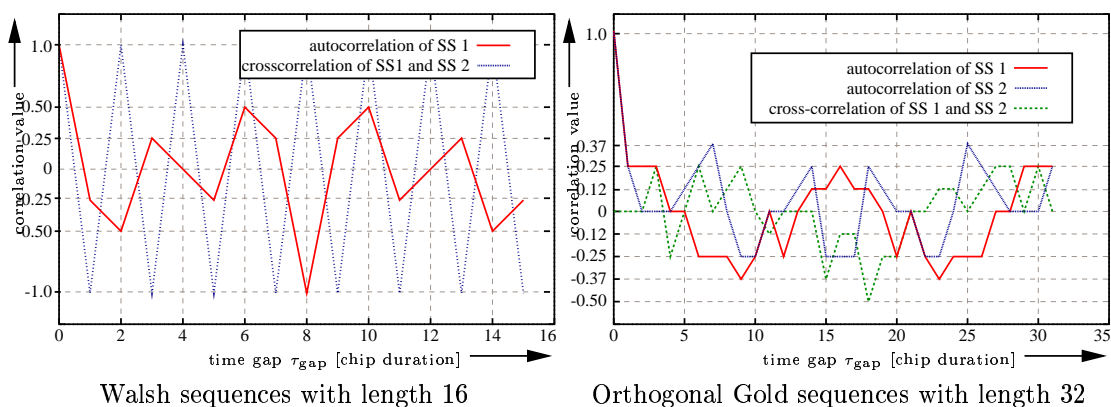 1.0
0.50
0.25
0
-0.25
0.50
-1.0
correlation value
autocorrelation of SS 1
crosscorelation of SS1 and SS 2
0 2 4 6 8 10 12 14 16
time gap τgap [chip duration]
Walsh sequences with length 16
1.0
0.37
0.25
0.12
0
0.12
-0.25
-0.37
-0.50
correlation value
autocorrelation of SS 1
autocorrelation of SS 2
cross-correlation of SS 1 and SS 2
0 5 10 15 20 25 30 35
time gap τgap [chip duration]
Orthogonal Gold sequences with length 32